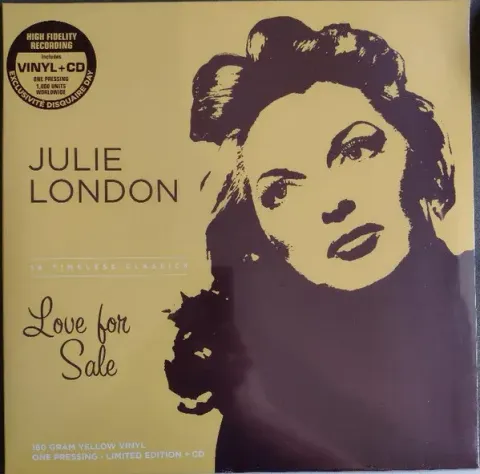 HIGH FIDELITY
RECORDING
Includes
VINYL+CD
ONE PRESSING
1,000 UNITS
WORLDWIDE
EXCLUSIVITÉ DISQUAIRE DAY
JULIE
LONDON
TIMELESS CLASSICS
Love for
Sale
180 GRAM YELLOW VINYL
ONE PRESSING - LIMITED EDITION + CD